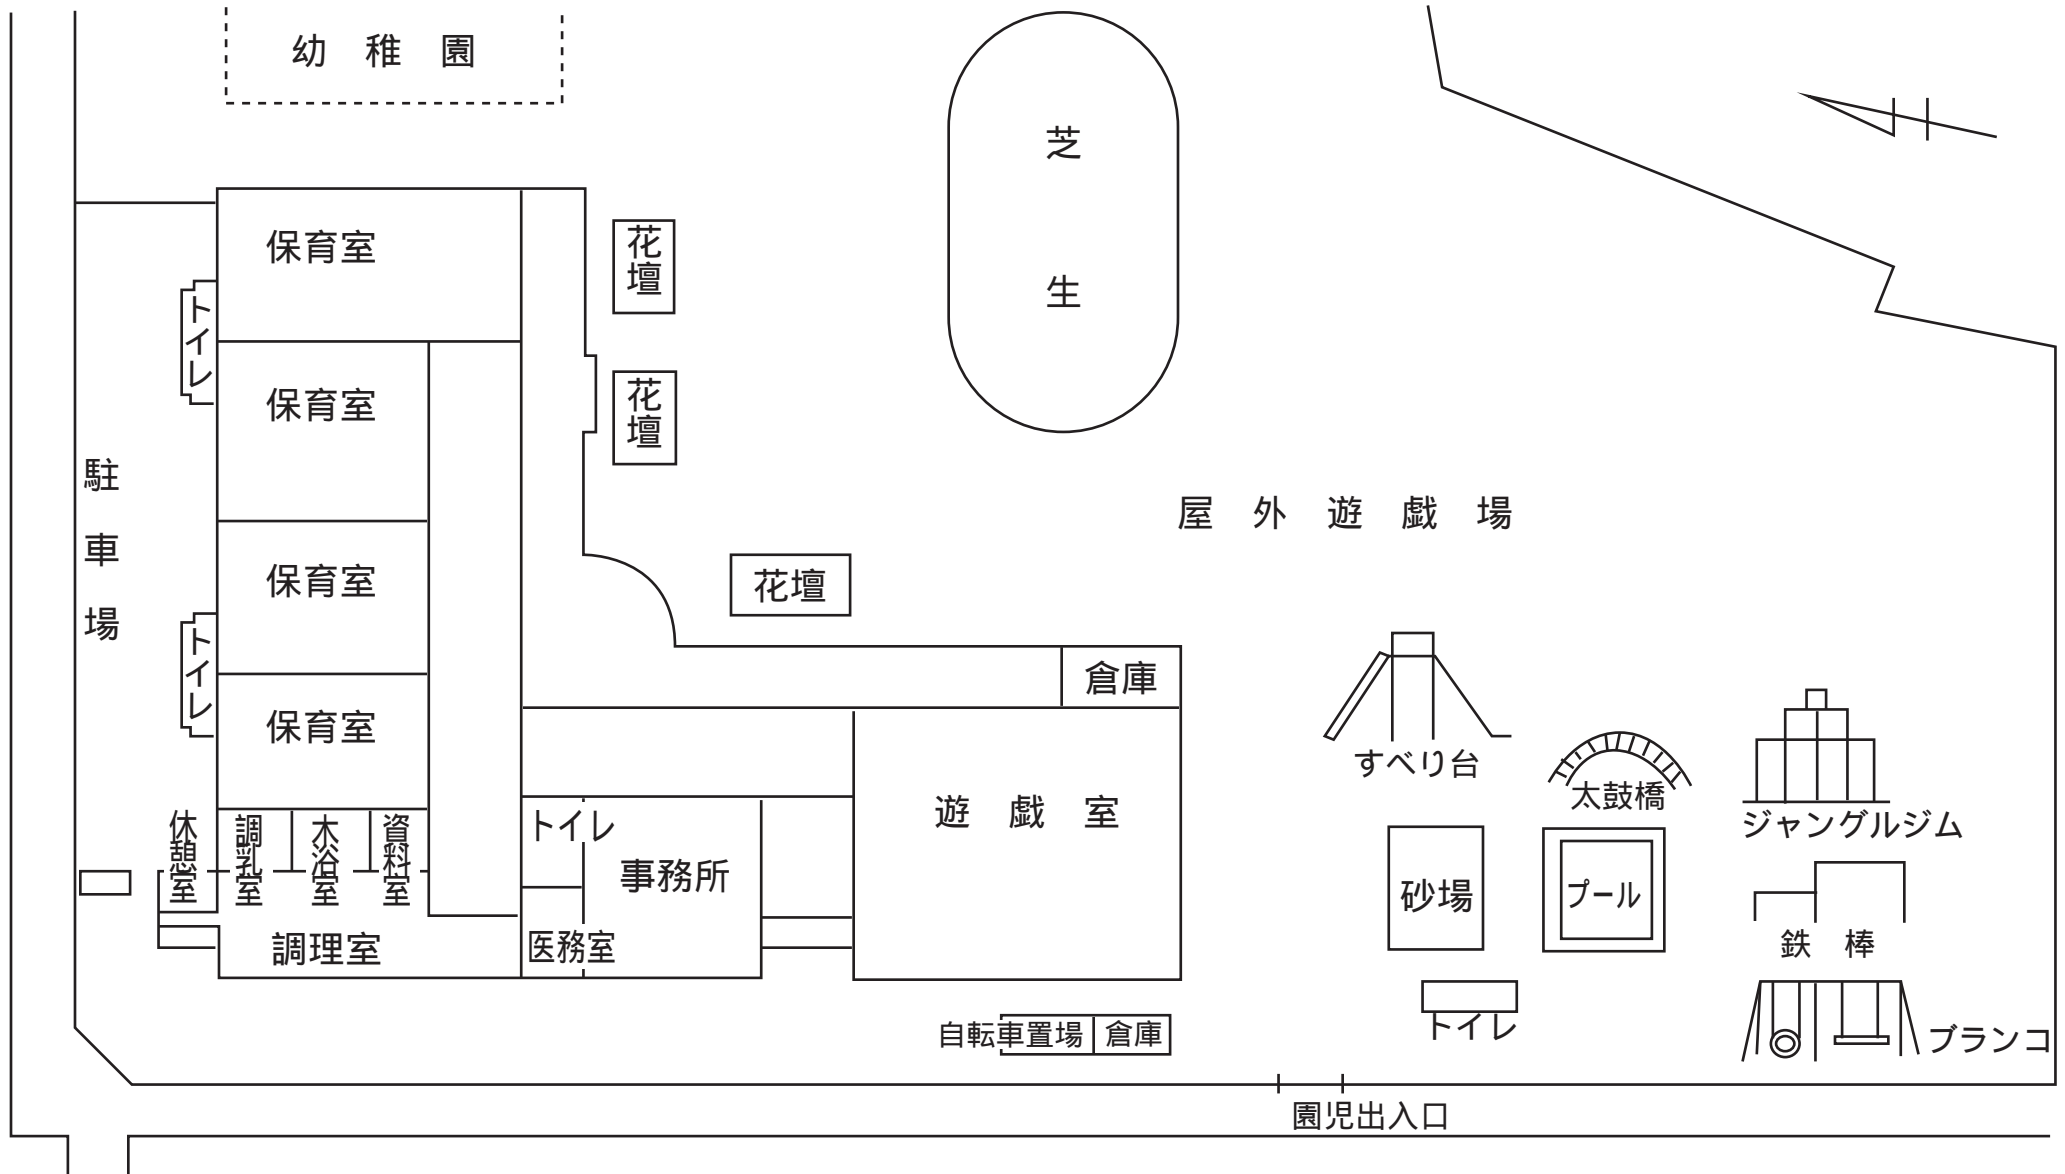 幼稚園
芝生
保育室
花壇
トイレ
保育室
花壇
駐車場
屋外遊戯場
保育室
花壇
トイレ
保育室
倉庫
すべり台
太鼓橋
ジャングルジム
休憩室
調乳室
沐浴室
資料室
トイレ
事務所
遊戯室
砂場
プール
鉄棒
調理室
医務室
自転車置場
倉庫
トイレ
ブランコ
園児出入口